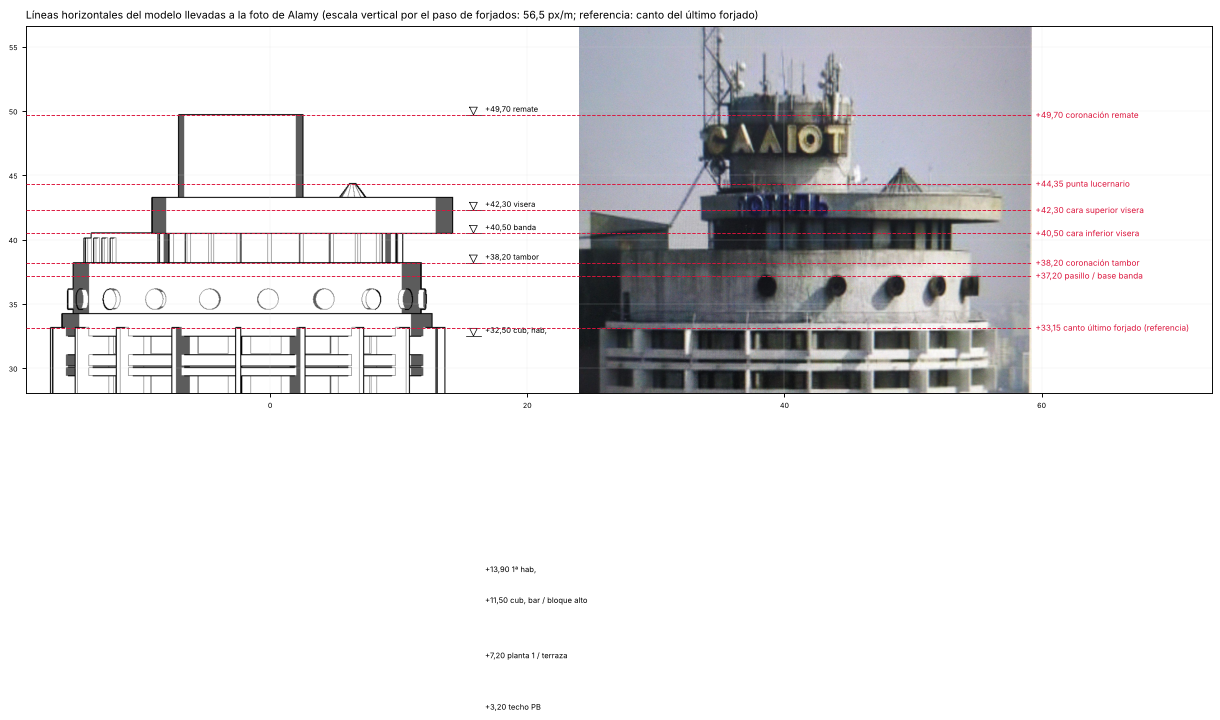 Líneas horizontales del modelo llevadas a la foto de Alamy (escala vertical por el paso de forjados: 56,5 px/m; referencia: canto del último forjado)
55
50
45
40
35
30
0
20
40
60
+49,70 remate
+42,30 visera
+40,50 banda
+38,20 tambor
+32,50 cub, hab,
+13,90 1ª hab,
+11,50 cub, bar / bloque alto
+7,20 planta 1 / terraza
+3,20 techo PB
САЛЮТ
+49,70 coronación remate
+44,35 punta lucernario
+42,30 cara superior visera
+40,50 cara inferior visera
+38,20 coronación tambor
+37,20 pasillo / base banda
+33,15 canto último forjado (referencia)